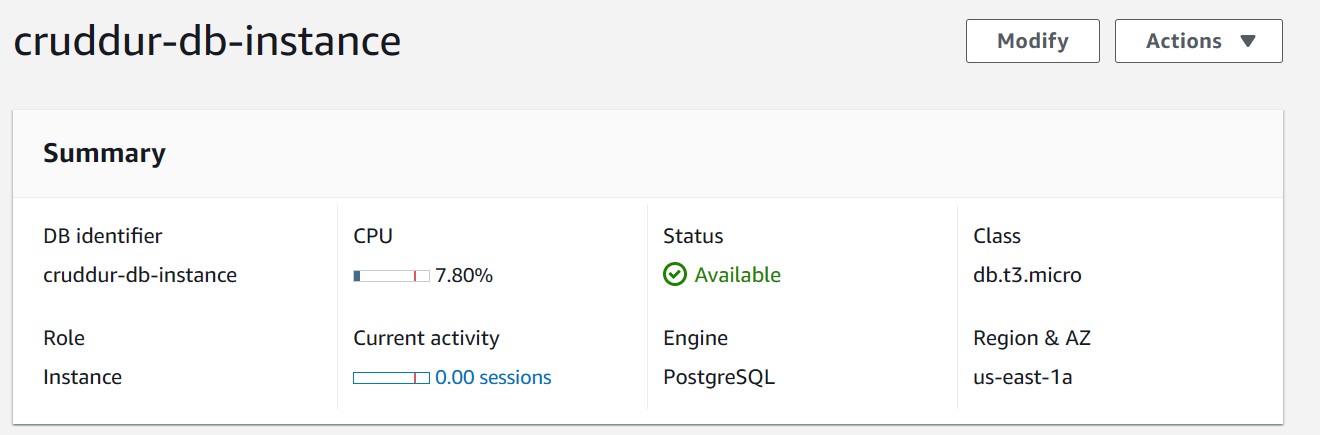 cruddur-db-instance
Modify
Actions
Summary
DB identifier
cruddur-db-instance
CPU
7.80%
Status
Available
Class
db.t3.micro
Role
Instance
Current activity
0.00 sessions
Engine
PostgreSQL
Region & AZ
us-east-1a